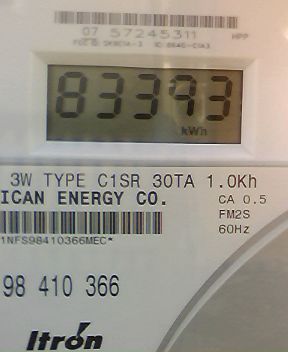 07 57245311 HPP
83393
kWh
3W TYPE C1SR 30TA 1.0Kh
ICAN ENERGY CO. CA 0.5
FM2S
60Hz
1NFS98410366MEC*
98 410 366
Itron